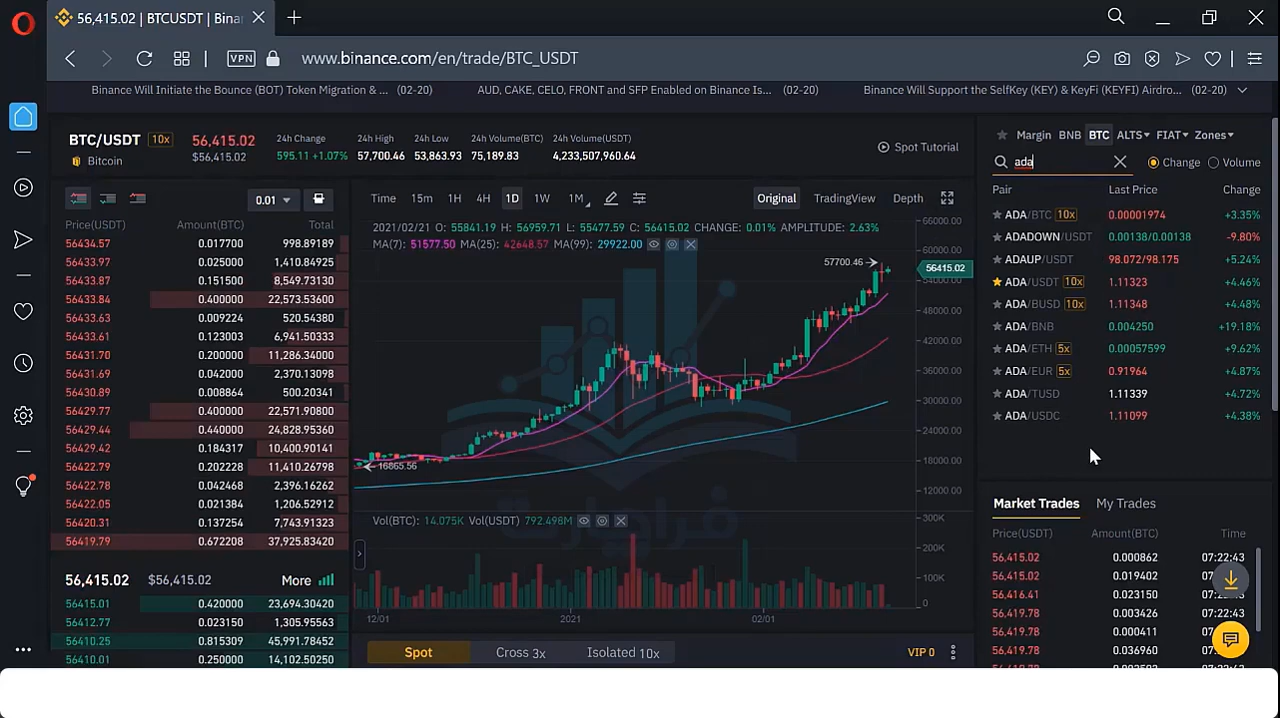 56,415.02 | BTCUSDT | Bina
VPN
www.binance.com/en/trade/BTC_USDT
Binance Will Initiate the Bounce (BOT) Token Migration & ... (02-20)
AUD, CAKE, CELO, FRONT and SFP Enabled on Binance Is... (02-20)
Binance Will Support the SelfKey (KEY) & KeyFi (KEYFI) Airdro... (02-20)
BTC/USDT 10x 56,415.02 24h Change 24h High 24h Low 24h Volume(BTC) 24h Volume(USDT)
Bitcoin $56,415.02 595.11 +1.07% 57,700.46 53,863.93 75,189.83 4,233,507,960.64
Spot Tutorial
0.01
Price(USDT) Amount(BTC) Total
56434.57 0.017700 998.89189
56433.97 0.025000 1,410.84925
56433.87 0.151500 8,549.73130
56433.84 0.400000 22,573.53600
56433.63 0.009224 520.54380
56433.61 0.123003 6,941.50333
56431.70 0.200000 11,286.34000
56431.69 0.042000 2,370.13098
56430.89 0.008864 500.20341
56429.77 0.400000 22,571.90800
56429.44 0.440000 24,828.95360
56429.42 0.184317 10,400.90141
56422.79 0.202228 11,410.26798
56422.78 0.042468 2,396.16262
56422.05 0.021384 1,206.52912
56420.31 0.137254 7,743.91323
56419.79 0.672208 37,925.83420
56,415.02 $56,415.02 More
56415.01 0.420000 23,694.30420
56412.77 0.023150 1,305.95563
56410.25 0.815309 45,991.78452
56410.01 0.250000 14,102.50250
Time 15m 1H 4H 1D 1W 1M Original TradingView Depth
2021/02/21 O: 55841.19 H: 56959.71 L: 55477.59 C: 56415.02 CHANGE: 0.01% AMPLITUDE: 2.63%
MA(7): 51577.50 MA(25): 42648.57 MA(99): 29922.00
66000.00
60000.00
57700.46
56415.02
54000.00
48000.00
42000.00
36000.00
30000.00
24000.00
18000.00
16865.56
12000.00
فراچارت
Vol(BTC): 14.075K Vol(USDT) 792.498M
300K
200K
100K
0
12/01 2021 02/01
Spot Cross 3x Isolated 10x VIP 0
Margin BNB BTC ALTS FIAT Zones
ada Change Volume
Pair Last Price Change
ADA/BTC 10x 0.00001974 +3.35%
ADADOWN/USDT 0.00138/0.00138 -9.80%
ADAUP/USDT 98.072/98.175 +5.24%
ADA/USDT 10x 1.11323 +4.46%
ADA/BUSD 10x 1.11348 +4.48%
ADA/BNB 0.004250 +19.18%
ADA/ETH 5x 0.00057599 +9.62%
ADA/EUR 5x 0.91964 +4.87%
ADA/TUSD 1.11339 +4.72%
ADA/USDC 1.11099 +4.38%
Market Trades My Trades
Price(USDT) Amount(BTC) Time
56,415.02 0.000862 07:22:43
56,415.02 0.019402
56,416.41 0.023150
56,419.78 0.003426
56,419.78 0.000411
56,419.78 0.036960